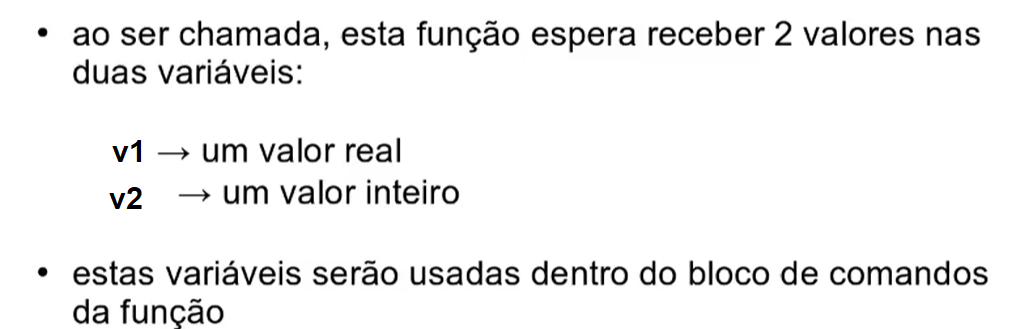 • ao ser chamada, esta função espera receber 2 valores nas
duas variáveis:
v1 → um valor real
v2 → um valor inteiro
• estas variáveis serão usadas dentro do bloco de comandos
da função